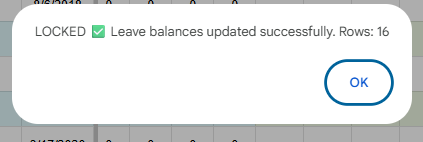 LOCKED ✅ Leave balances updated successfully. Rows: 16
OK